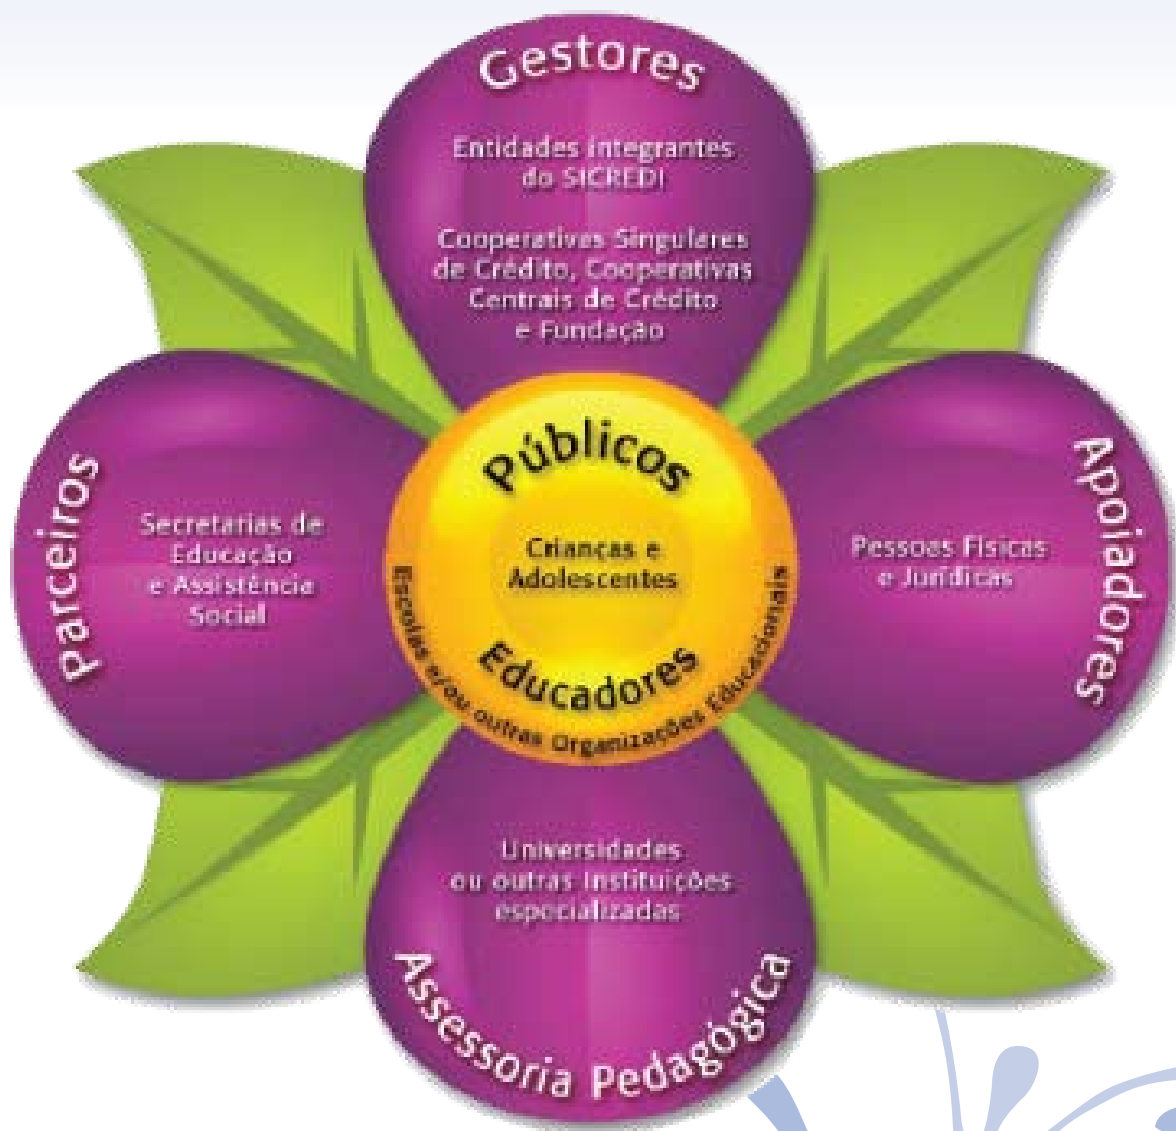 Gestores
Entidades integrantes
do SICREDI
Cooperativas Singulares
de Crédito, Cooperativas
Centrais de Crédito
e Fundação
Parceiros
Secretarias de
Educação
e Assistência
Social
Públicos
Crianças e
Adolescentes
Educadores
Escolas e/ou outras Organizações Educacionais
Apoiadores
Pessoas Físicas
e Jurídicas
Universidades
ou outras Instituições
especializadas
Assessoria Pedagógica